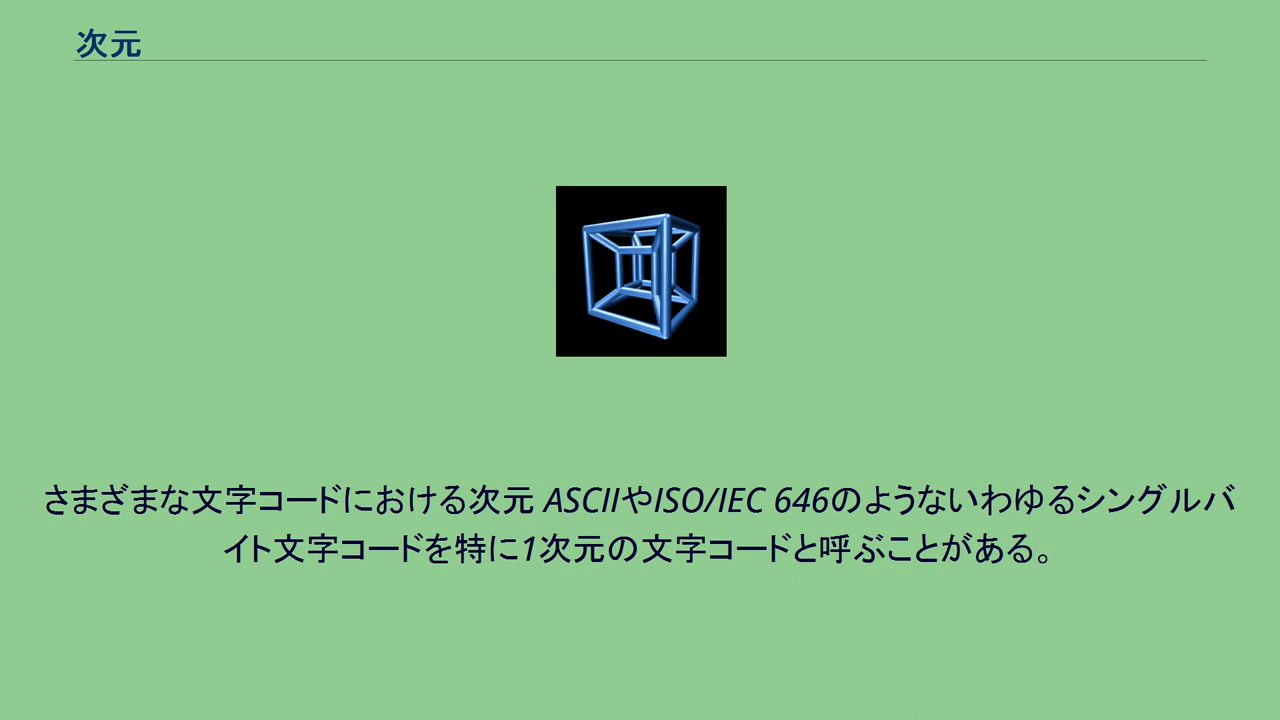 次元
さまざまな文字コードにおける次元 ASCIIやISO/IEC 646のようないわゆるシングルバ
イト文字コードを特に1次元の文字コードと呼ぶことがある。